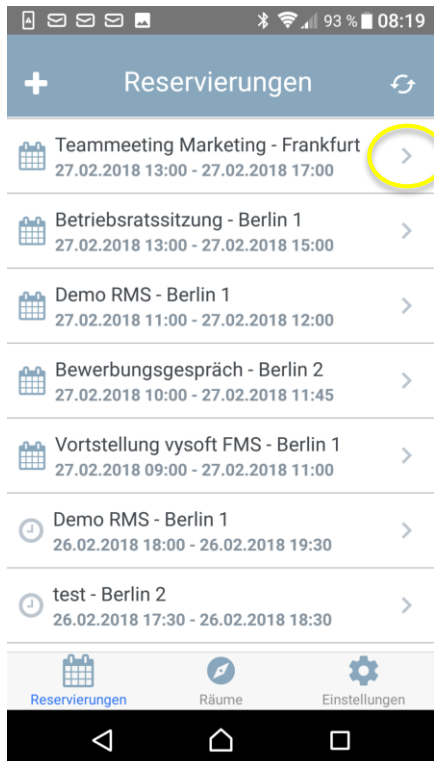 93 % 08:19
Reservierungen
Teammeeting Marketing - Frankfurt
27.02.2018 13:00 - 27.02.2018 17:00
Betriebsratssitzung - Berlin 1
27.02.2018 13:00 - 27.02.2018 15:00
Demo RMS - Berlin 1
27.02.2018 11:00 - 27.02.2018 12:00
Bewerbungsgespräch - Berlin 2
27.02.2018 10:00 - 27.02.2018 11:45
Vortstellung vysoft FMS - Berlin 1
27.02.2018 09:00 - 27.02.2018 11:00
Demo RMS - Berlin 1
26.02.2018 18:00 - 26.02.2018 19:30
test - Berlin 2
26.02.2018 17:30 - 26.02.2018 18:30
Reservierungen Räume Einstellungen